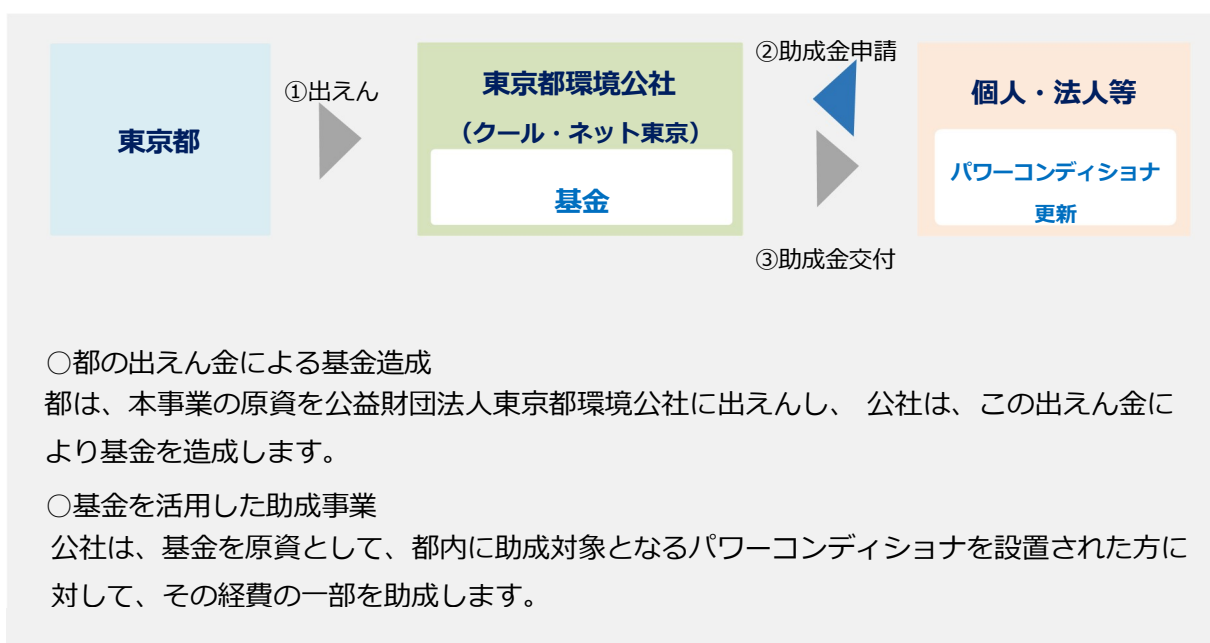 東京都
①出えん
東京都環境公社
（クール・ネット東京）
基金
②助成金申請
③助成金交付
個人・法人等
パワーコンディショナ
更新
○都の出えん金による基金造成
都は、本事業の原資を公益財団法人東京都環境公社に出えんし、 公社は、この出えん金に
より基金を造成します。
○基金を活用した助成事業
公社は、基金を原資として、都内に助成対象となるパワーコンディショナを設置された方に
対して、その経費の一部を助成します。